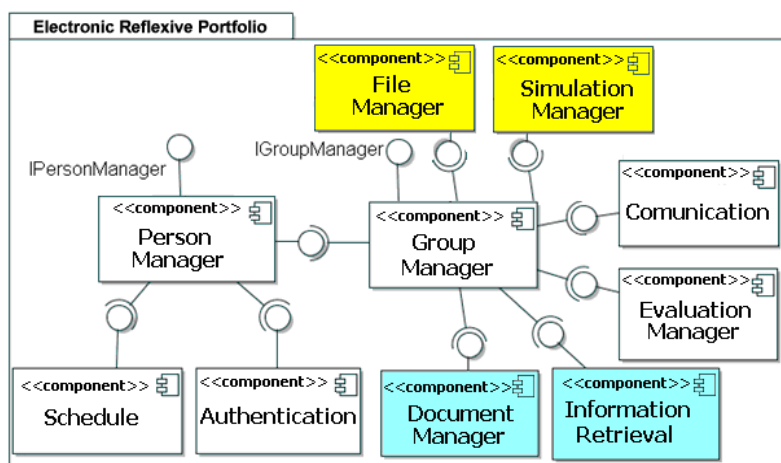 Electronic Reflexive Portfolio
<<component>>
File
Manager
<<component>>
Simulation
Manager
IPersonManager
IGroupManager
<<component>>
Person
Manager
<<component>>
Group
Manager
<<component>>
Comunication
<<component>>
Evaluation
Manager
<<component>>
Schedule
<<component>>
Authentication
<<component>>
Document
Manager
<<component>>
Information
Retrieval